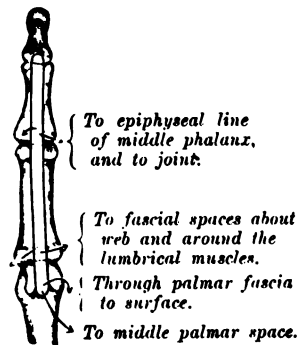 To epiphyseal line
of middle phalanx,
and to joint.
To fascial spaces about
web and around the
lumbrical muscles.
Through palmar fascia
to surface.
To middle palmar space.